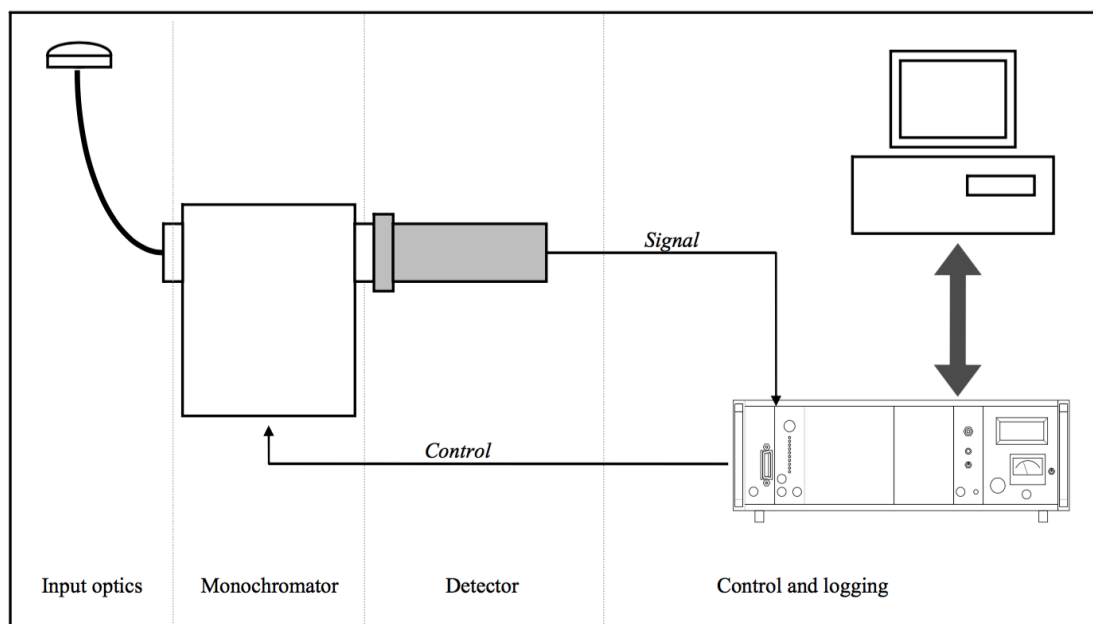 Signal
Control
Input optics
Monochromator
Detector
Control and logging